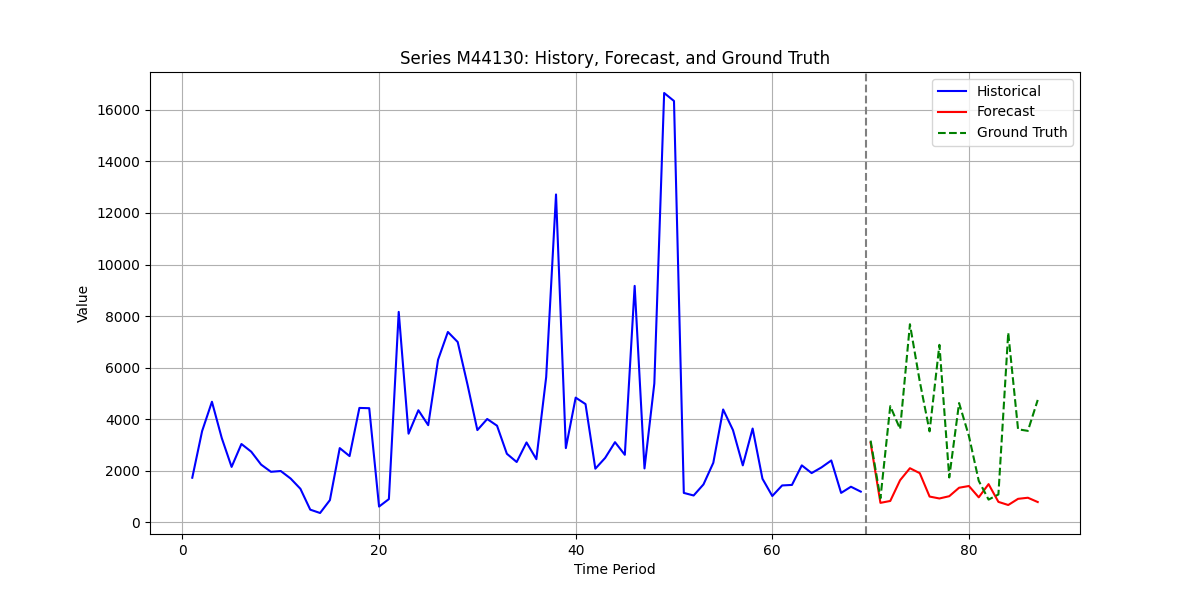 Series M44130: History, Forecast, and Ground Truth
Historical
Forecast
Ground Truth
16000
14000
12000
10000
8000
6000
4000
2000
0
Value
0 20 40 60 80
Time Period